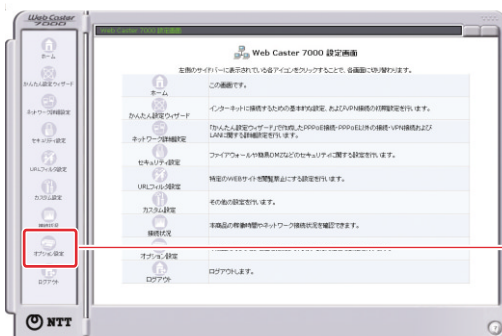 Web Caster
7000
Web Caster 7000 設定画面
ホーム
かんたん設定ウィザード
ネットワーク詳細設定
セキュリティ設定
URLフィルタ設定
カスタム設定
接続状況
オプション設定
ログアウト
NTT
Web Caster 7000 設定画面
左側のサイドバーに表示されている各アイコンをクリックすることで、各画面に切り替わります。
ホーム
この画面です。
かんたん設定ウィザード
インターネットに接続するための基本的な設定、およびVPN接続の初期設定を行います。
ネットワーク詳細設定
「かんたん設定ウィザード」で作成したPPPoE接続・PPPoE以外の接続・VPN接続および
LANに関する詳細設定を行います。
セキュリティ設定
ファイアウォールや簡易DMZなどのセキュリティに関する設定を行います。
URLフィルタ設定
特定のWEBサイトを閲覧禁止にする設定を行います。
カスタム設定
その他の設定を行います。
接続状況
本商品の稼働時間やネットワーク接続状況を確認できます。
オプション設定
ログアウト
ログアウトします。